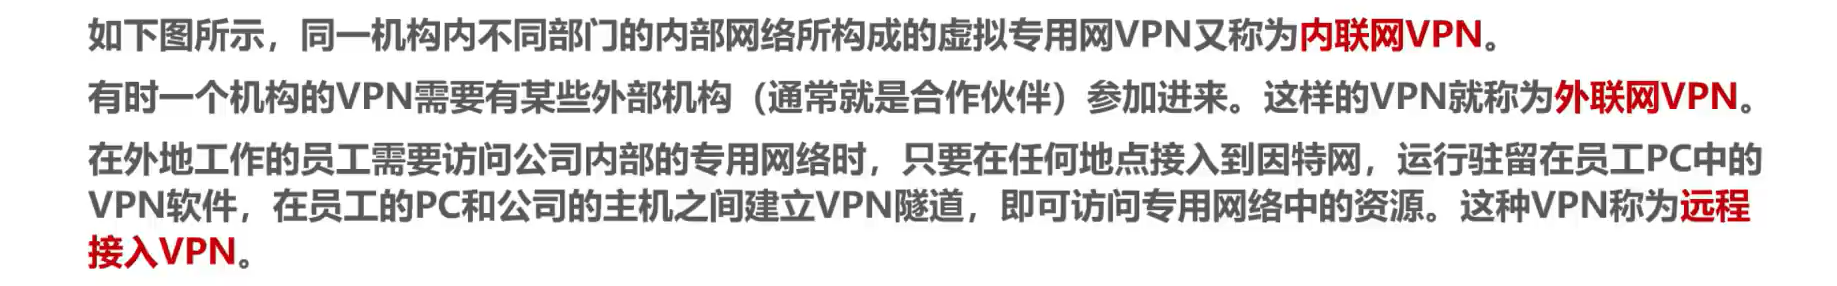 如下图所示，同一机构内不同部门的内部网络所构成的虚拟专用网VPN又称为内联网VPN。
有时一个机构的VPN需要有某些外部机构（通常就是合作伙伴）参加进来。这样的VPN就称为外联网VPN。
在外地工作的员工需要访问公司内部的专用网络时，只要在任何地点接入到因特网，运行驻留在员工PC中的
VPN软件，在员工的PC和公司的主机之间建立VPN隧道，即可访问专用网络中的资源。这种VPN称为远程
接入VPN。